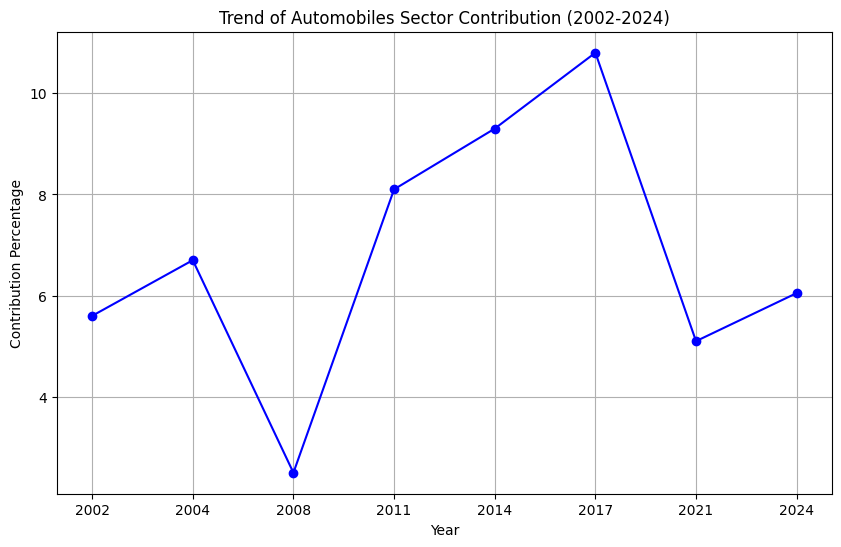 Trend of Automobiles Sector Contribution (2002-2024)
Contribution Percentage
10
8
6
4
2002 2004 2008 2011 2014 2017 2021 2024
Year